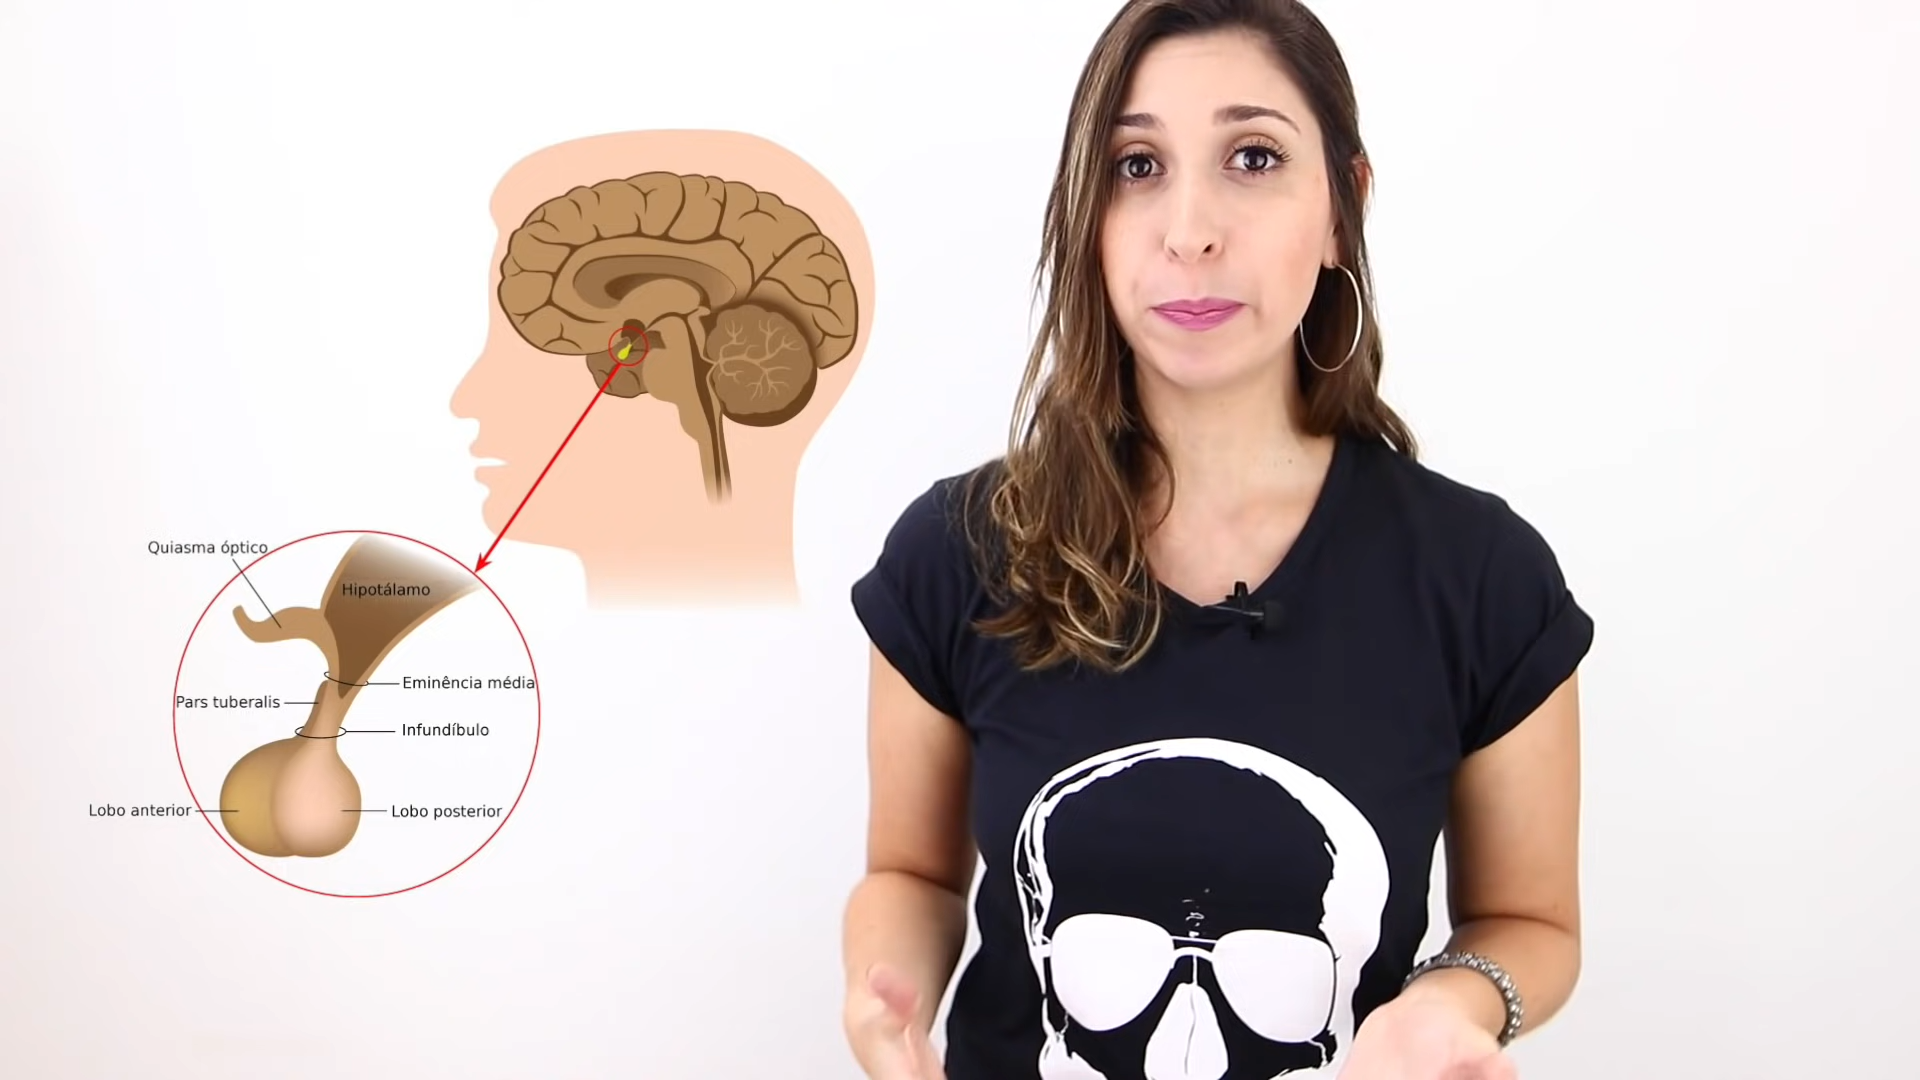 Quiasma óptico
Hipotálamo
Eminência média
Pars tuberalis
Infundíbulo
Lobo anterior
Lobo posterior